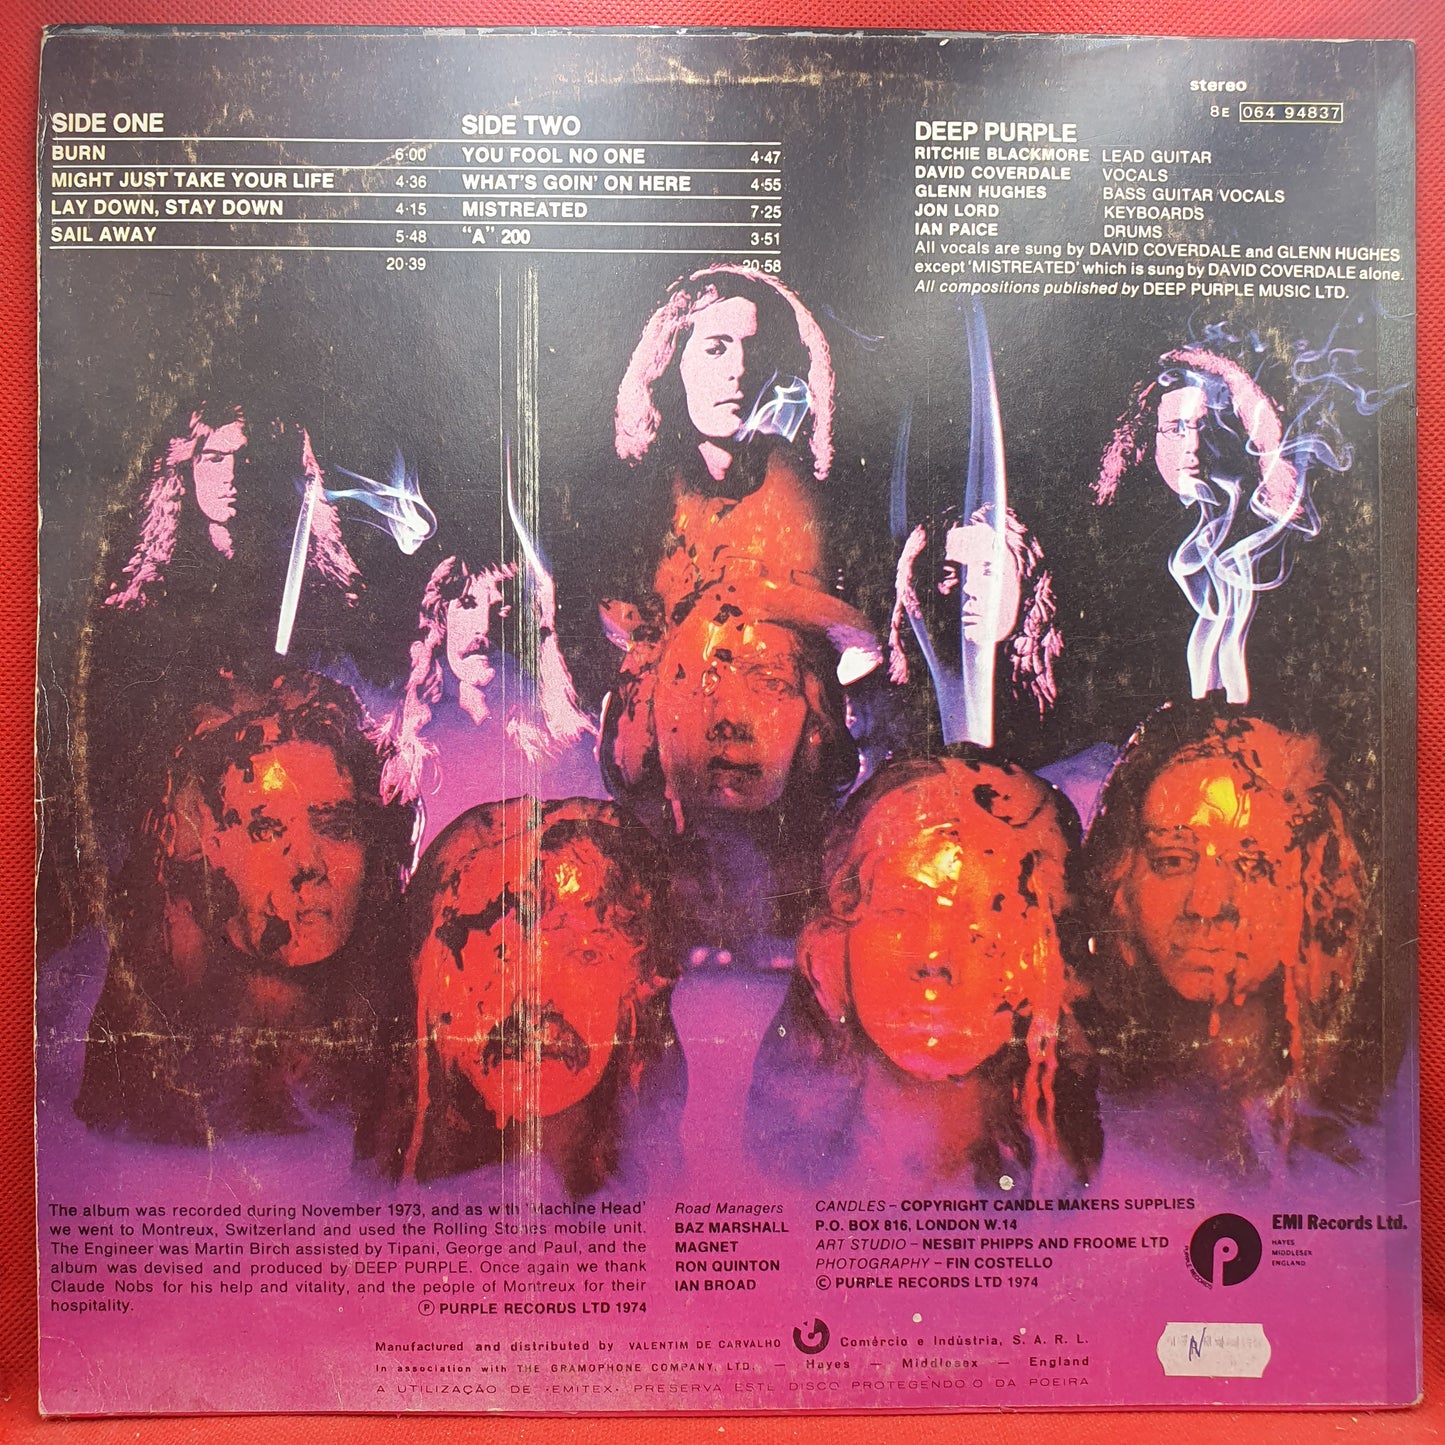 stereo
8E 064 94837
SIDE ONE
BURN 6·00
MIGHT JUST TAKE YOUR LIFE 4·36
LAY DOWN, STAY DOWN 4·15
SAIL AWAY 5·48
20·39
SIDE TWO
YOU FOOL NO ONE 4·47
WHAT'S GOIN' ON HERE 4·55
MISTREATED 7·25
“A” 200 3·51
20·58
DEEP PURPLE
RITCHIE BLACKMORE LEAD GUITAR
DAVID COVERDALE VOCALS
GLENN HUGHES BASS GUITAR/VOCALS
JON LORD KEYBOARDS
IAN PAICE DRUMS
All vocals are sung by DAVID COVERDALE and GLENN HUGHES
except 'MISTREATED' which is sung by DAVID COVERDALE alone.
All compositions published by DEEP PURPLE MUSIC LTD.
The album was recorded during November 1973, and as with 'Machine Head'
we went to Montreux, Switzerland and used the Rolling Stones mobile unit.
The Engineer was Martin Birch assisted by Tipani, George and Paul, and the
album was devised and produced by DEEP PURPLE. Once again we thank
Claude Nobs for his help and vitality, and the people of Montreux for their
hospitality. Ⓟ PURPLE RECORDS LTD 1974
Road Managers
BAZ MARSHALL
MAGNET
RON QUINTON
IAN BROAD
CANDLES – COPYRIGHT CANDLE MAKERS SUPPLIES
P.O. BOX 816, LONDON W.14
ART STUDIO – NESBIT PHIPPS AND FROOME LTD
PHOTOGRAPHY – FIN COSTELLO
© PURPLE RECORDS LTD 1974
PURPLE RECORDS
EMI Records Ltd.
HAYES
MIDDLESEX
ENGLAND
Manufactured and distributed by VALENTIM DE CARVALHO Comércio e Indústria, S. A. R. L.
In association with THE GRAMOPHONE COMPANY, LTD. — Hayes — Middlesex — England
A UTILIZAÇÃO DE «EMITEX» PRESERVA ESTE DISCO PROTEGENDO O DA POEIRA
N